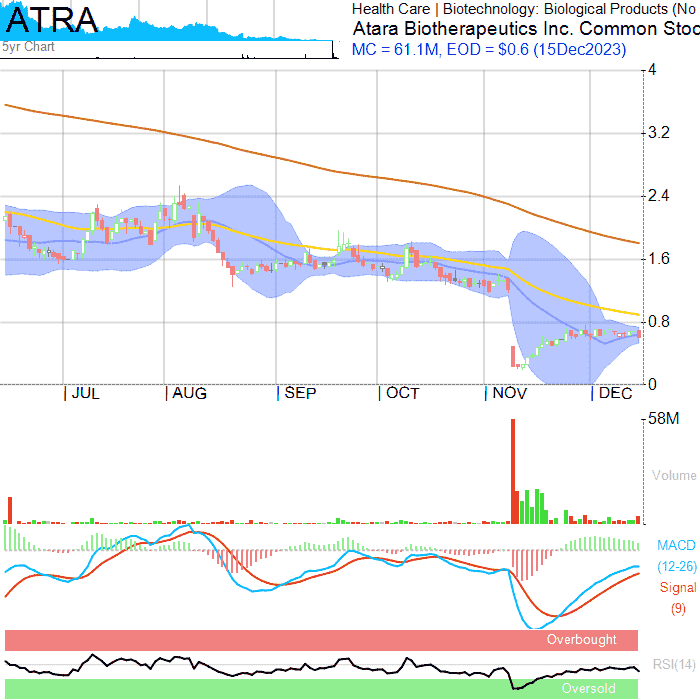 ATRA
Health Care | Biotechnology: Biological Products (No
Atara Biotherapeutics Inc. Common Stoc
5yr Chart
MC = 61.1M, EOD = $0.6 (15Dec2023)
4
3.2
2.4
1.6
0.8
0
| JUL | AUG | SEP | OCT | NOV | DEC
58M
Volume
MACD
(12-26)
Signal
(9)
Overbought
RSI(14)
Oversold